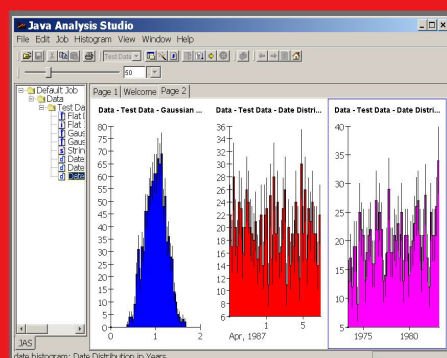 Java Analysis Studio
File Edit Job Histogram View Window Help
Test Data
50
Default Job
Data
Test Da
Flat
Flat
Gaus
Gaus
Strin
Date
Date
Date
JAS
Page 1 Welcome Page 2
Data - Test Data - Gaussian ...
80
75
70
65
60
55
50
45
40
35
30
25
20
15
10
5
0
0 1 2
Data - Test Data - Date Distri...
36
34
32
30
28
26
24
22
20
18
16
14
12
10
8
6
1 5
Apr, 1987
Data - Test Data - Date Distri...
40
35
30
25
20
15
10
5
1975 1980
date histogram: Date Distribution in Years